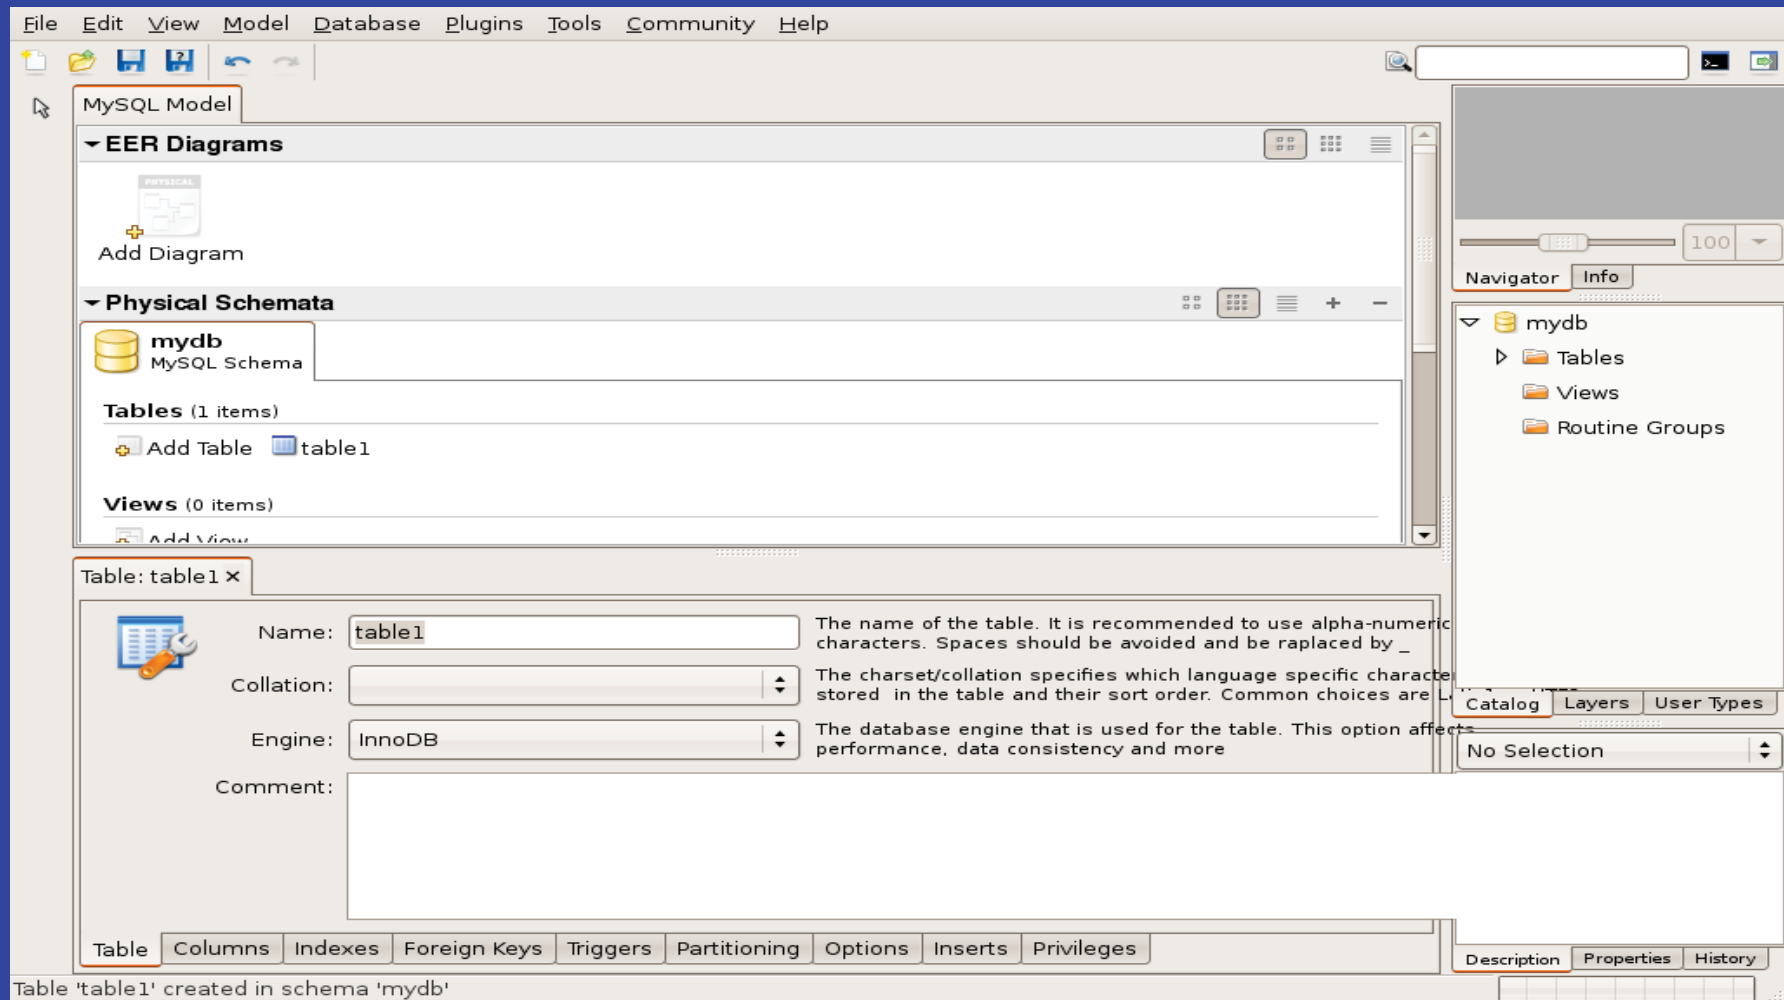 File Edit View Model Database Plugins Tools Community Help
MySQL Model
EER Diagrams
PHYSICAL
Add Diagram
Physical Schemata
mydb
MySQL Schema
Tables (1 items)
Add Table table1
Views (0 items)
Add View
100
Navigator Info
mydb
Tables
Views
Routine Groups
Catalog Layers User Types
No Selection
Description Properties History
Table: table1
Name: table1
The name of the table. It is recommended to use alpha-numeric
characters. Spaces should be avoided and be raplaced by _
Collation:
The charset/collation specifies which language specific characte
stored in the table and their sort order. Common choices are
Engine: InnoDB
The database engine that is used for the table. This option affects
performance, data consistency and more
Comment:
Table Columns Indexes Foreign Keys Triggers Partitioning Options Inserts Privileges
Table 'table1' created in schema 'mydb'